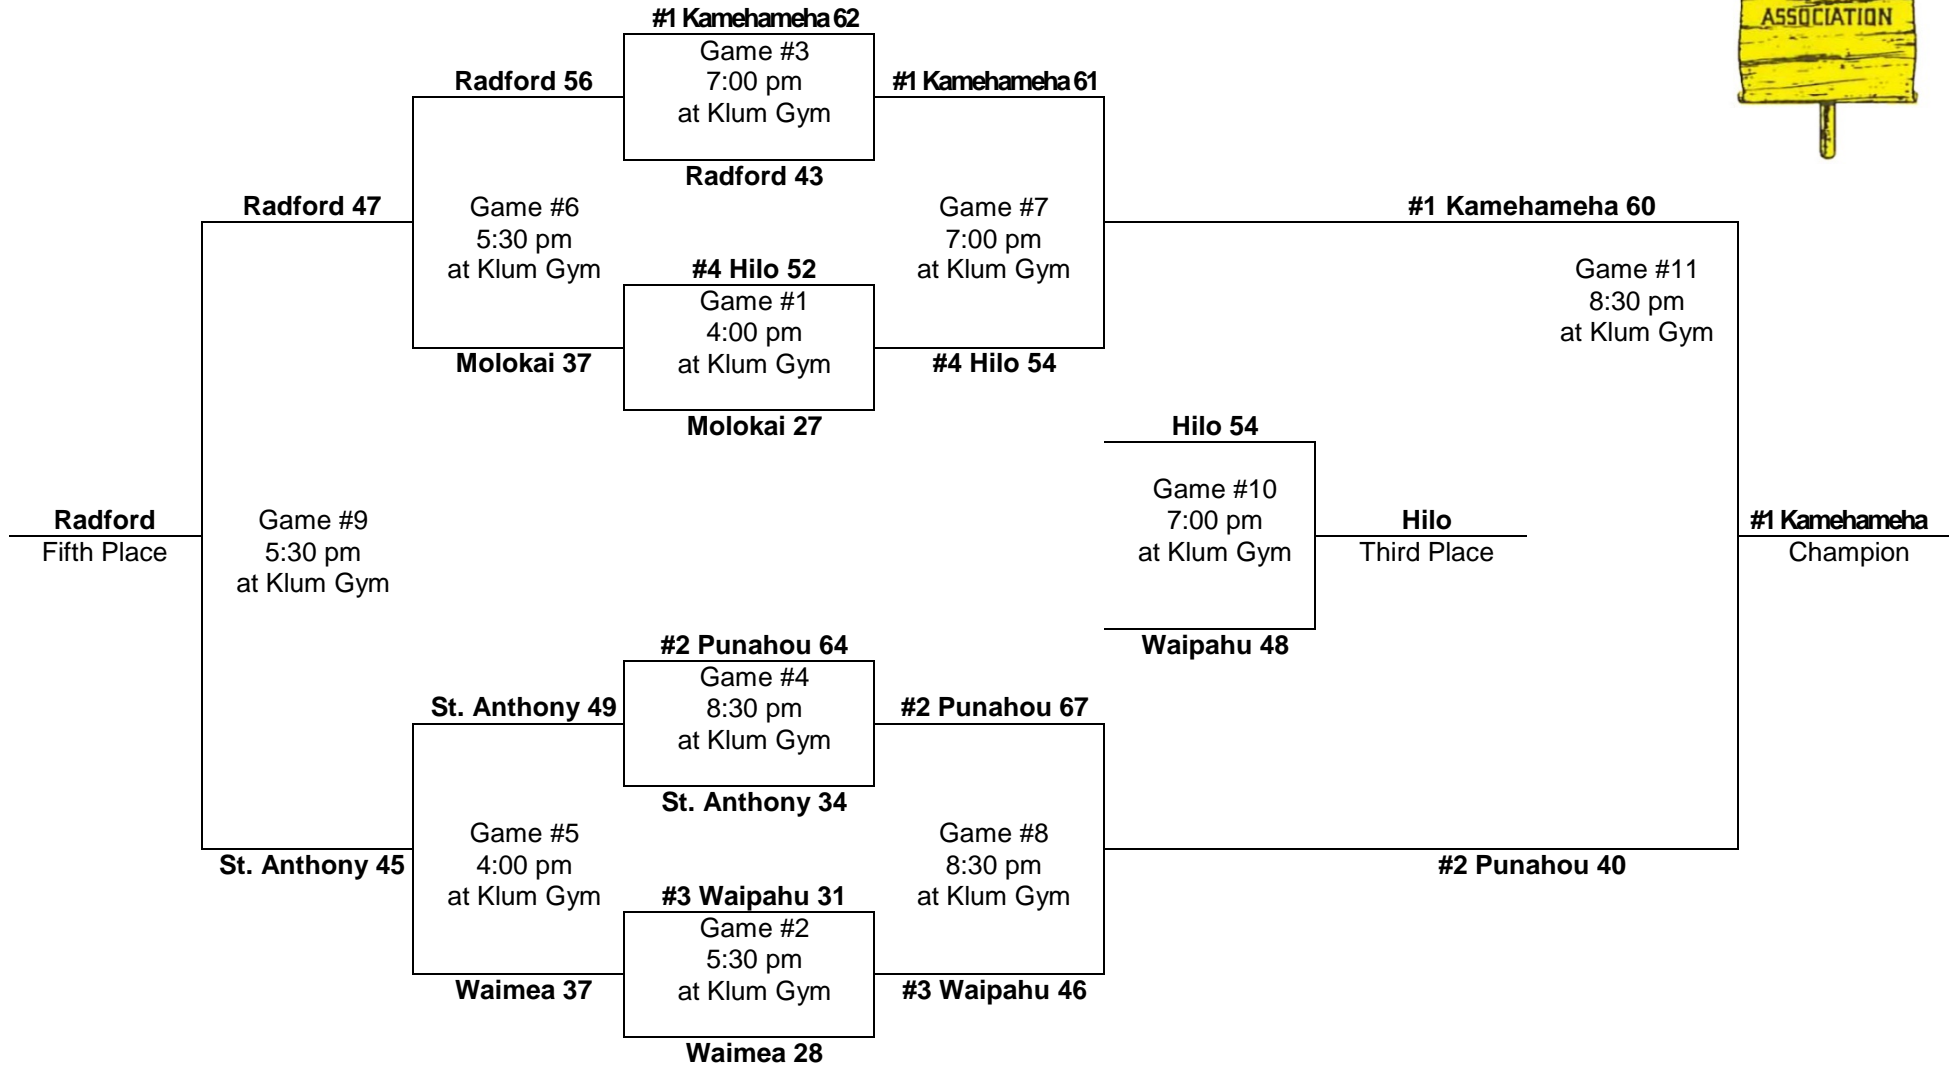 ASSOCIATION
#1 Kamehameha 62
Game #3
7:00 pm
at Klum Gym
Radford 43
Radford 56
#1 Kamehameha 61
Radford 47
Game #6
5:30 pm
at Klum Gym
Game #7
7:00 pm
at Klum Gym
#1 Kamehameha 60
#4 Hilo 52
Game #1
4:00 pm
at Klum Gym
Molokai 27
Molokai 37
#4 Hilo 54
Game #11
8:30 pm
at Klum Gym
Hilo 54
Game #10
7:00 pm
at Klum Gym
Waipahu 48
Radford
Fifth Place
Game #9
5:30 pm
at Klum Gym
Hilo
Third Place
#1 Kamehameha
Champion
#2 Punahou 64
Game #4
8:30 pm
at Klum Gym
St. Anthony 34
St. Anthony 49
#2 Punahou 67
St. Anthony 45
Game #5
4:00 pm
at Klum Gym
Game #8
8:30 pm
at Klum Gym
#2 Punahou 40
#3 Waipahu 31
Game #2
5:30 pm
at Klum Gym
Waimea 28
Waimea 37
#3 Waipahu 46